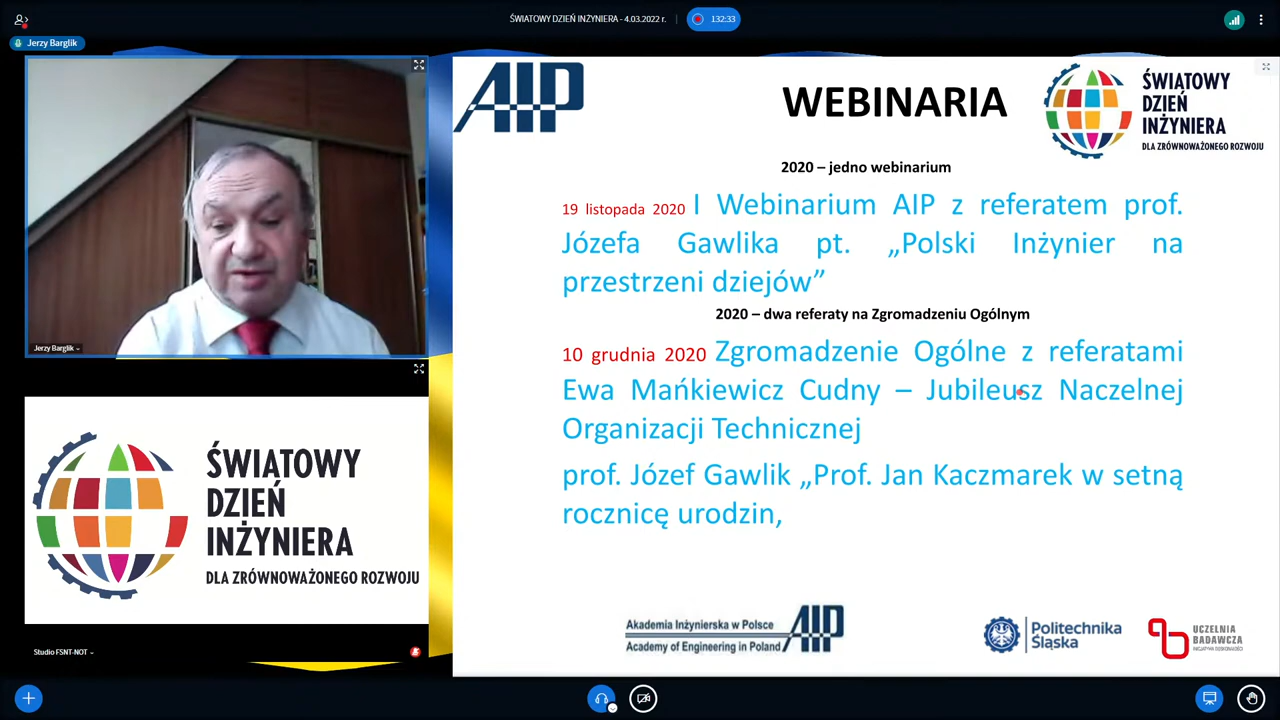 ŚWIATOWY DZIEŃ INŻYNIERA - 4.03.2022 r.
132:33
Jerzy Barglik
Jerzy Barglik
ŚWIATOWY
DZIEŃ
INŻYNIERA
DLA ZRÓWNOWAŻONEGO ROZWOJU
Studio FSNT-NOT
AIP
WEBINARIA
ŚWIATOWY
DZIEŃ
INŻYNIERA
DLA ZRÓWNOWAŻONEGO ROZWOJU
2020 – jedno webinarium
19 listopada 2020 I Webinarium AIP z referatem prof.
Józefa Gawlika pt. „Polski Inżynier na
przestrzeni dziejów”
2020 – dwa referaty na Zgromadzeniu Ogólnym
10 grudnia 2020 Zgromadzenie Ogólne z referatami
Ewa Mańkiewicz Cudny – Jubileusz Naczelnej
Organizacji Technicznej
prof. Józef Gawlik „Prof. Jan Kaczmarek w setną
rocznicę urodzin,
Akademia Inżynierska w Polsce
Academy of Engineering in Poland
AIP
Politechnika
Śląska
UCZELNIA
BADAWCZA
INICJATYWA DOSKONAŁOŚCI